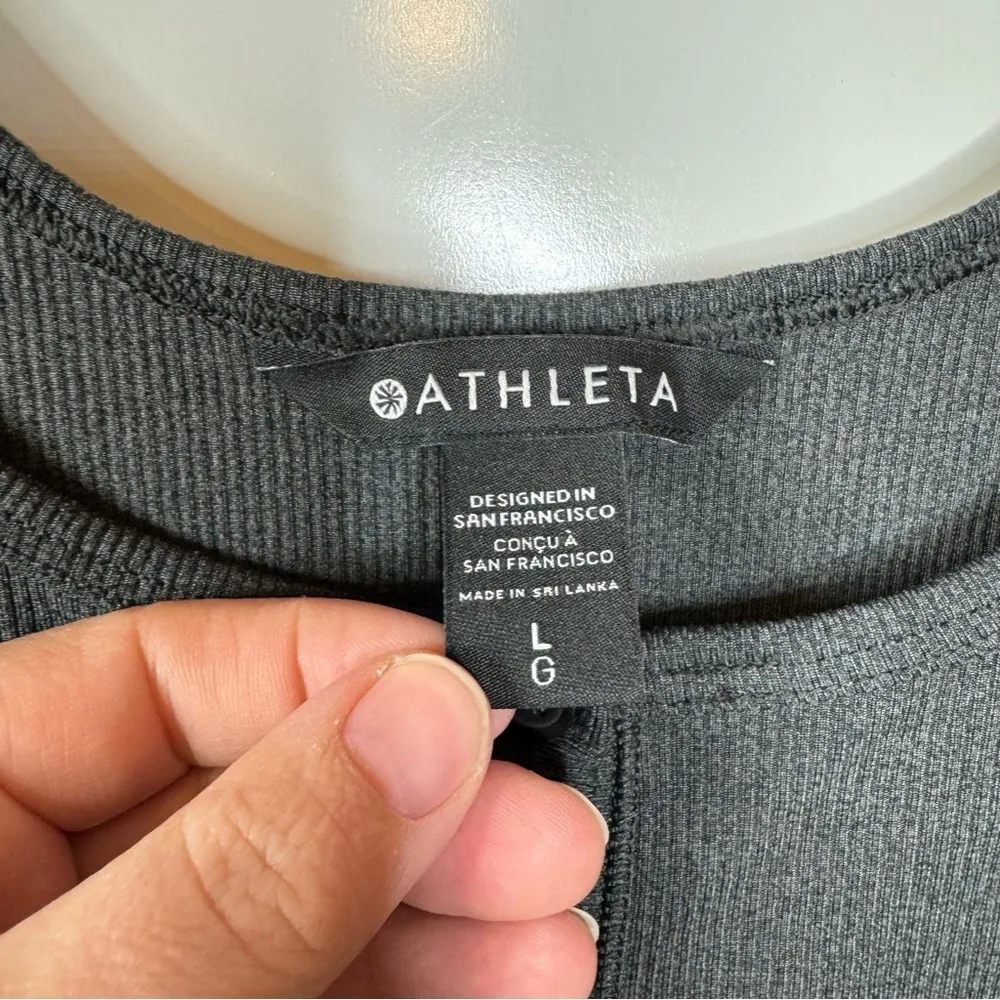 ATHLETA
DESIGNED IN
SAN FRANCISCO
CONÇU À
SAN FRANCISCO
MADE IN SRI LANKA
L
G